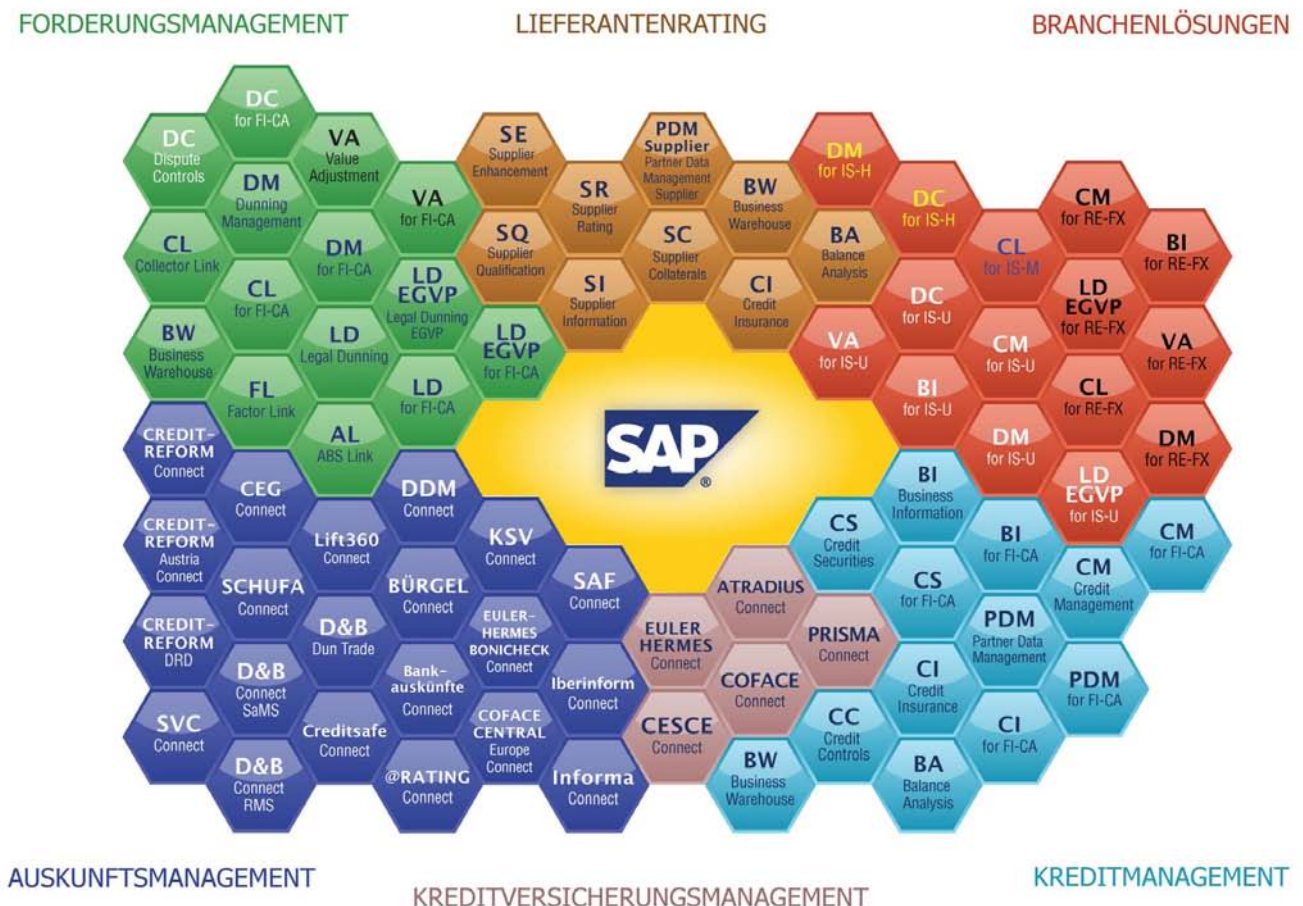 FORDERUNGSMANAGEMENT
LIEFERANTENRATING
BRANCHENLÖSUNGEN
DC
for FI-CA
DC
Dispute
Controls
VA
Value
Adjustment
DM
Dunning
Management
VA
for FI-CA
CL
Collector Link
DM
for FI-CA
CL
for FI-CA
LD
EGVP
Legal Dunning
EGVP
BW
Business
Warehouse
LD
Legal Dunning
LD
EGVP
for FI-CA
FL
Factor Link
LD
for FI-CA
AL
ABS Link
SE
Supplier
Enhancement
PDM
Supplier
Partner Data
Management
Supplier
SR
Supplier
Rating
BW
Business
Warehouse
SQ
Supplier
Qualification
SC
Supplier
Collaterals
BA
Balance
Analysis
SI
Supplier
Information
CI
Credit
Insurance
DM
for IS-H
DC
for IS-H
CM
for RE-FX
CL
for IS-M
BI
for RE-FX
DC
for IS-U
LD
EGVP
for RE-FX
VA
for IS-U
CM
for IS-U
VA
for RE-FX
BI
for IS-U
CL
for RE-FX
DM
for IS-U
DM
for RE-FX
LD
EGVP
for IS-U
SAP
®
CREDIT-
REFORM
Connect
CEG
Connect
DDM
Connect
CREDIT-
REFORM
Austria
Connect
Lift360
Connect
KSV
Connect
SCHUFA
Connect
BÜRGEL
Connect
SAF
Connect
CREDIT-
REFORM
DRD
D&B
Dun Trade
EULER-
HERMES
BONICHECK
Connect
D&B
Connect
SaMS
Bank-
auskünfte
Connect
Iberinform
Connect
SVC
Connect
Creditsafe
Connect
COFACE
CENTRAL
Europe
Connect
D&B
Connect
RMS
@RATING
Connect
Informa
Connect
ATRADIUS
Connect
EULER
HERMES
Connect
PRISMA
Connect
COFACE
Connect
CESCE
Connect
BI
Business
Information
CS
Credit
Securities
BI
for FI-CA
CM
for FI-CA
CS
for FI-CA
CM
Credit
Management
PDM
Partner Data
Management
CI
Credit
Insurance
PDM
for FI-CA
CC
Credit
Controls
CI
for FI-CA
BW
Business
Warehouse
BA
Balance
Analysis
AUSKUNFTSMANAGEMENT
KREDITVERSICHERUNGSMANAGEMENT
KREDITMANAGEMENT